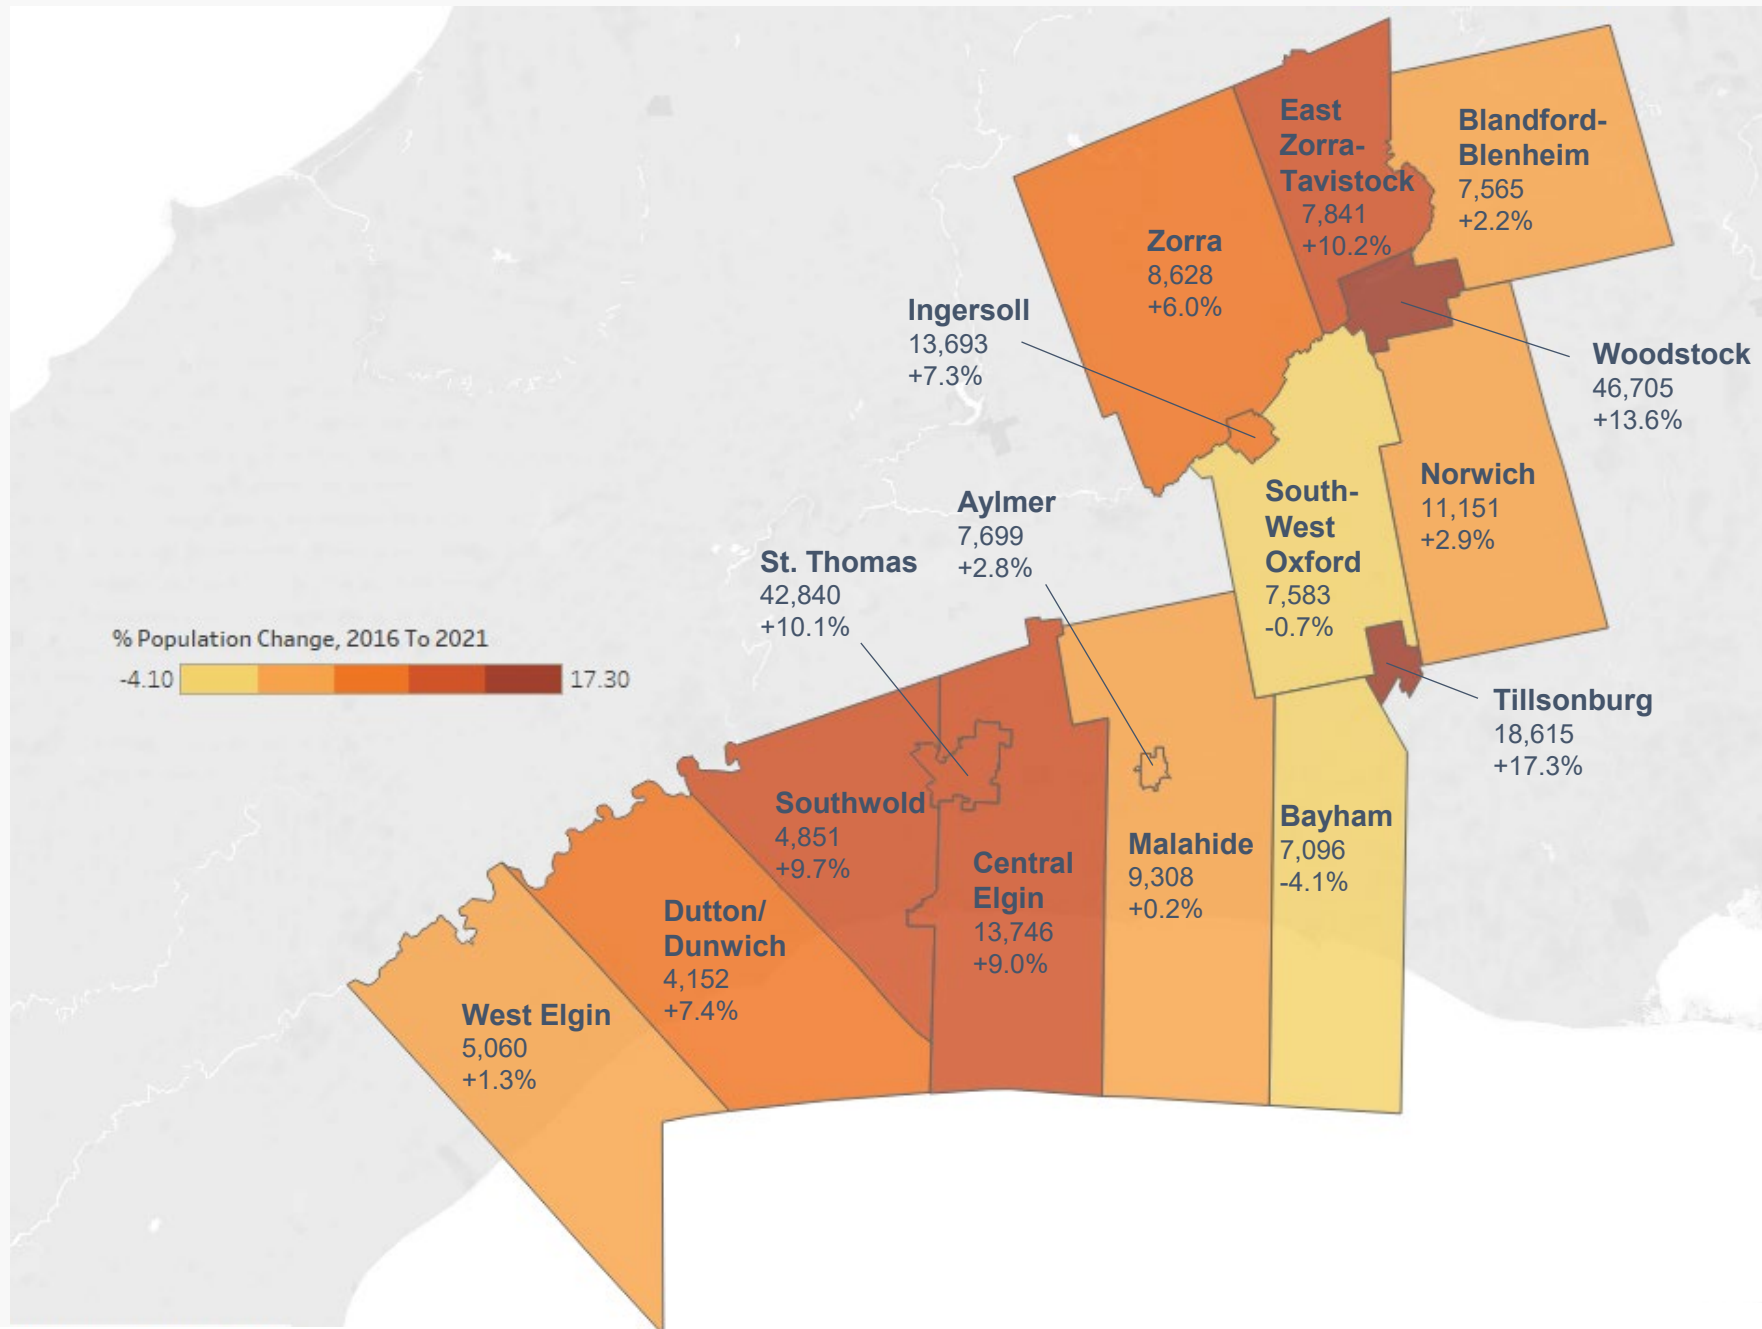 East
Zorra-
Tavistock
7,841
+10.2%
Blandford-
Blenheim
7,565
+2.2%
Zorra
8,628
+6.0%
Ingersoll
13,693
+7.3%
Woodstock
46,705
+13.6%
Norwich
11,151
+2.9%
South-
West
Oxford
7,583
-0.7%
Aylmer
7,699
+2.8%
St. Thomas
42,840
+10.1%
% Population Change, 2016 To 2021
-4.10 17.30
Tillsonburg
18,615
+17.3%
Southwold
4,851
+9.7%
Bayham
7,096
-4.1%
Malahide
9,308
+0.2%
Central
Elgin
13,746
+9.0%
Dutton/
Dunwich
4,152
+7.4%
West Elgin
5,060
+1.3%